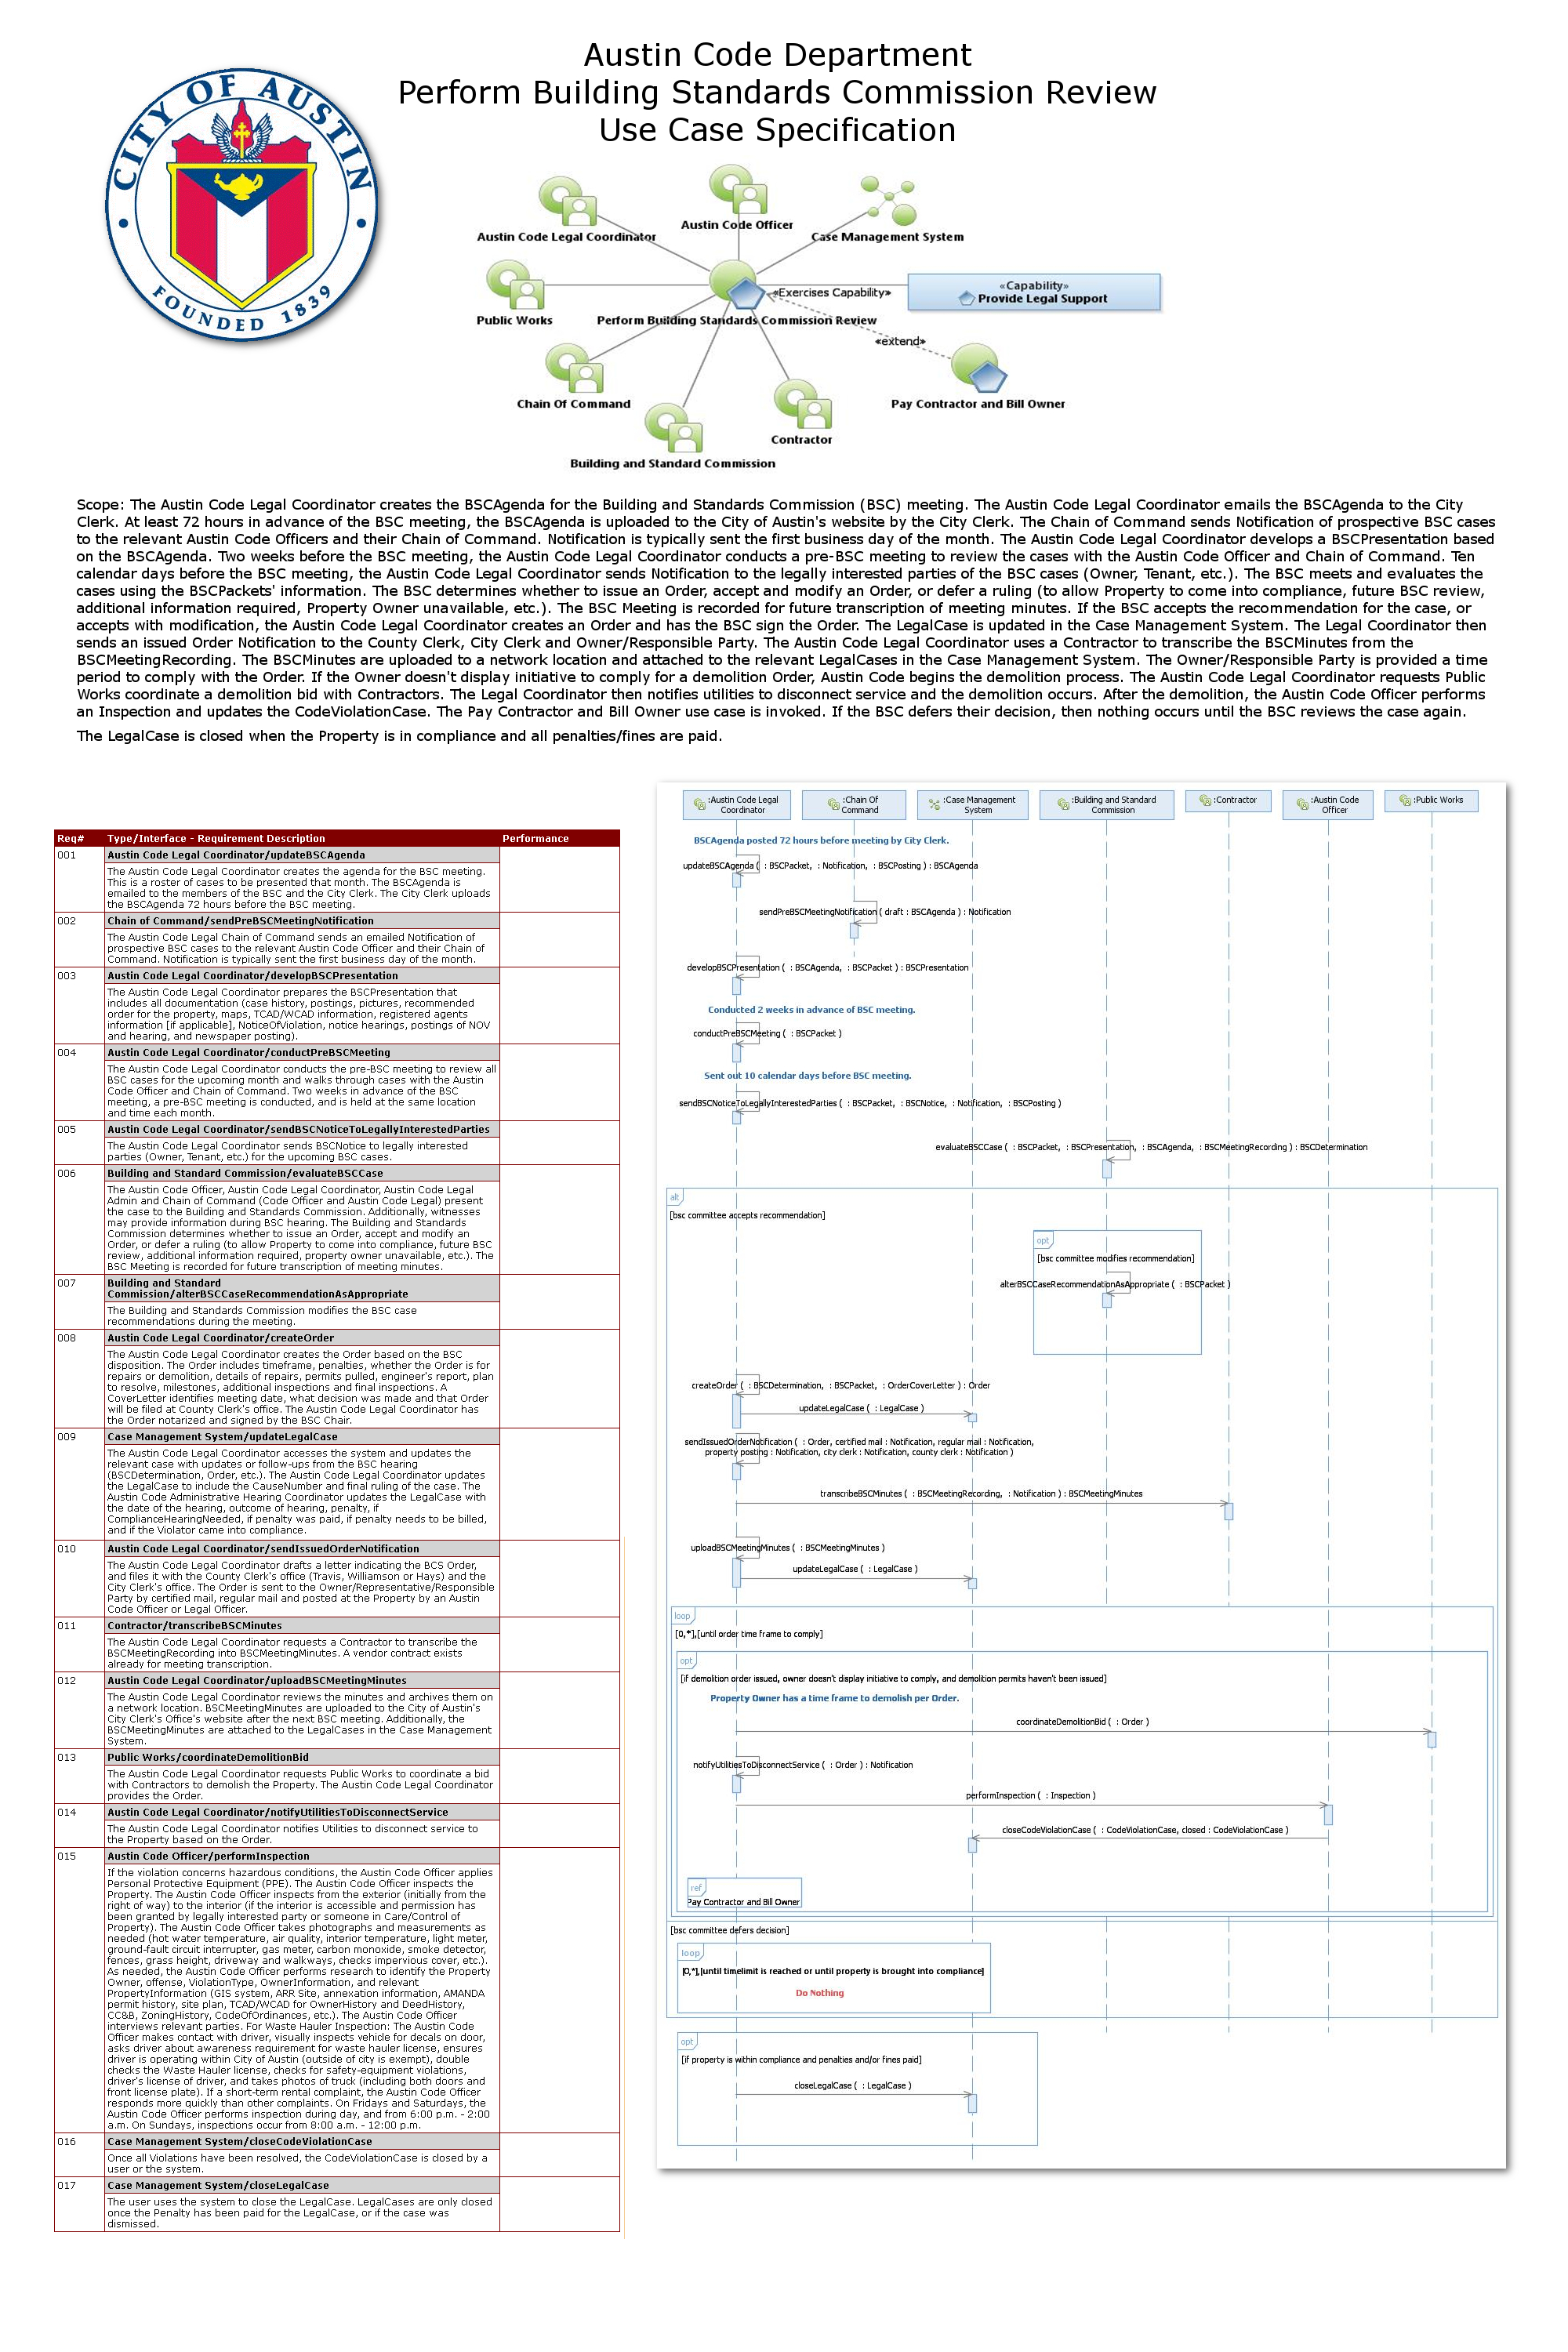 Austin Code Department
Perform Building Standards Commission Review
Use Case Specification
CITY OF AUSTIN
FOUNDED 1839
Austin Code Legal Coordinator
Austin Code Officer
Case Management System
Public Works
Perform Building Standards Commission Review
«Exercises Capability»
«Capability»
Provide Legal Support
«extend»
Chain Of Command
Pay Contractor and Bill Owner
Contractor
Building and Standard Commission
Scope: The Austin Code Legal Coordinator creates the BSCAgenda for the Building and Standards Commission (BSC) meeting. The Austin Code Legal Coordinator emails the BSCAgenda to the City
Clerk. At least 72 hours in advance of the BSC meeting, the BSCAgenda is uploaded to the City of Austin's website by the City Clerk. The Chain of Command sends Notification of prospective BSC cases
to the relevant Austin Code Officers and their Chain of Command. Notification is typically sent the first business day of the month. The Austin Code Legal Coordinator develops a BSCPresentation based
on the BSCAgenda. Two weeks before the BSC meeting, the Austin Code Legal Coordinator conducts a pre-BSC meeting to review the cases with the Austin Code Officer and Chain of Command. Ten
calendar days before the BSC meeting, the Austin Code Legal Coordinator sends Notification to the legally interested parties of the BSC cases (Owner, Tenant, etc.). The BSC meets and evaluates the
cases using the BSCPackets' information. The BSC determines whether to issue an Order, accept and modify an Order, or defer a ruling (to allow Property to come into compliance, future BSC review,
additional information required, Property Owner unavailable, etc.). The BSC Meeting is recorded for future transcription of meeting minutes. If the BSC accepts the recommendation for the case, or
accepts with modification, the Austin Code Legal Coordinator creates an Order and has the BSC sign the Order. The LegalCase is updated in the Case Management System. The Legal Coordinator then
sends an issued Order Notification to the County Clerk, City Clerk and Owner/Responsible Party. The Austin Code Legal Coordinator uses a Contractor to transcribe the BSCMinutes from the
BSCMeetingRecording. The BSCMinutes are uploaded to a network location and attached to the relevant LegalCases in the Case Management System. The Owner/Responsible Party is provided a time
period to comply with the Order. If the Owner doesn't display initiative to comply for a demolition Order, Austin Code begins the demolition process. The Austin Code Legal Coordinator requests Public
Works coordinate a demolition bid with Contractors. The Legal Coordinator then notifies utilities to disconnect service and the demolition occurs. After the demolition, the Austin Code Officer performs
an Inspection and updates the CodeViolationCase. The Pay Contractor and Bill Owner use case is invoked. If the BSC defers their decision, then nothing occurs until the BSC reviews the case again.
The LegalCase is closed when the Property is in compliance and all penalties/fines are paid.
Req# Type/Interface - Requirement Description Performance
001 Austin Code Legal Coordinator/updateBSCAgenda
The Austin Code Legal Coordinator creates the agenda for the BSC meeting.
This is a roster of cases to be presented that month. The BSCAgenda is
emailed to the members of the BSC and the City Clerk. The City Clerk uploads
the BSCAgenda 72 hours before the BSC meeting.
002 Chain of Command/sendPreBSCMeetingNotification
The Austin Code Legal Chain of Command sends an emailed Notification of
prospective BSC cases to the relevant Austin Code Officer and their Chain of
Command. Notification is typically sent the first business day of the month.
003 Austin Code Legal Coordinator/developBSCPresentation
The Austin Code Legal Coordinator prepares the BSCPresentation that
includes all documentation (case history, postings, pictures, recommended
order for the property, maps, TCAD/WCAD information, registered agents
information [if applicable], NoticeOfViolation, notice hearings, postings of NOV
and hearing, and newspaper posting).
004 Austin Code Legal Coordinator/conductPreBSCMeeting
The Austin Code Legal Coordinator conducts the pre-BSC meeting to review all
BSC cases for the upcoming month and walks through cases with the Austin
Code Officer and Chain of Command. Two weeks in advance of the BSC
meeting, a pre-BSC meeting is conducted, and is held at the same location
and time each month.
005 Austin Code Legal Coordinator/sendBSCNoticeToLegallyInterestedParties
The Austin Code Legal Coordinator sends BSCNotice to legally interested
parties (Owner, Tenant, etc.) for the upcoming BSC cases.
006 Building and Standard Commission/evaluateBSCCase
The Austin Code Officer, Austin Code Legal Coordinator, Austin Code Legal
Admin and Chain of Command (Code Officer and Austin Code Legal) present
the case to the Building and Standards Commission. Additionally, witnesses
may provide information during BSC hearing. The Building and Standards
Commission determines whether to issue an Order, accept and modify an
Order, or defer a ruling (to allow Property to come into compliance, future BSC
review, additional information required, property owner unavailable, etc.). The
BSC Meeting is recorded for future transcription of meeting minutes.
007 Building and Standard
Commission/alterBSCCaseRecommendationAsAppropriate
The Building and Standards Commission modifies the BSC case
recommendations during the meeting.
008 Austin Code Legal Coordinator/createOrder
The Austin Code Legal Coordinator creates the Order based on the BSC
disposition. The Order includes timeframe, penalties, whether the Order is for
repairs or demolition, details of repairs, permits pulled, engineer's report, plan
to resolve, milestones, additional inspections and final inspections. A
CoverLetter identifies meeting date, what decision was made and that Order
will be filed at County Clerk's office. The Austin Code Legal Coordinator has
the Order notarized and signed by the BSC Chair.
009 Case Management System/updateLegalCase
The Austin Code Legal Coordinator accesses the system and updates the
relevant case with updates or follow-ups from the BSC hearing
(BSCDetermination, Order, etc.). The Austin Code Legal Coordinator updates
the LegalCase to include the CauseNumber and final ruling of the case. The
Austin Code Administrative Hearing Coordinator updates the LegalCase with
the date of the hearing, outcome of hearing, penalty, if
ComplianceHearingNeeded, if penalty was paid, if penalty needs to be billed,
and if the Violator came into compliance.
010 Austin Code Legal Coordinator/sendIssuedOrderNotification
The Austin Code Legal Coordinator drafts a letter indicating the BCS Order,
and files it with the County Clerk's office (Travis, Williamson or Hays) and the
City Clerk's office. The Order is sent to the Owner/Representative/Responsible
Party by certified mail, regular mail and posted at the Property by an Austin
Code Officer or Legal Officer.
011 Contractor/transcribeBSCMinutes
The Austin Code Legal Coordinator requests a Contractor to transcribe the
BSCMeetingRecording into BSCMeetingMinutes. A vendor contract exists
already for meeting transcription.
012 Austin Code Legal Coordinator/uploadBSCMeetingMinutes
The Austin Code Legal Coordinator reviews the minutes and archives them on
a network location. BSCMeetingMinutes are uploaded to the City of Austin's
City Clerk's Office's website after the next BSC meeting. Additionally, the
BSCMeetingMinutes are attached to the LegalCases in the Case Management
System.
013 Public Works/coordinateDemolitionBid
The Austin Code Legal Coordinator requests Public Works to coordinate a bid
with Contractors to demolish the Property. The Austin Code Legal Coordinator
provides the Order.
014 Austin Code Legal Coordinator/notifyUtilitiesToDisconnectService
The Austin Code Legal Coordinator notifies Utilities to disconnect service to
the Property based on the Order.
015 Austin Code Officer/performInspection
If the violation concerns hazardous conditions, the Austin Code Officer applies
Personal Protective Equipment (PPE). The Austin Code Officer inspects the
Property. The Austin Code Officer inspects from the exterior (initially from the
right of way) to the interior (if the interior is accessible and permission has
been granted by legally interested party or someone in Care/Control of
Property). The Austin Code Officer takes photographs and measurements as
needed (hot water temperature, air quality, interior temperature, light meter,
ground-fault circuit interrupter, gas meter, carbon monoxide, smoke detector,
fences, grass height, driveway and walkways, checks impervious cover, etc.).
As needed, the Austin Code Officer performs research to identify the Property
Owner, offense, ViolationType, OwnerInformation, and relevant
PropertyInformation (GIS system, ARR Site, annexation information, AMANDA
permit history, site plan, TCAD/WCAD for OwnerHistory and DeedHistory,
CC&B, ZoningHistory, CodeOfOrdinances, etc.). The Austin Code Officer
interviews relevant parties. For Waste Hauler Inspection: The Austin Code
Officer makes contact with driver, visually inspects vehicle for decals on door,
asks driver about awareness requirement for waste hauler license, ensures
driver is operating within City of Austin (outside of city is exempt), double
checks the Waste Hauler license, checks for safety-equipment violations,
driver's license of driver, and takes photos of truck (including both doors and
front license plate). If a short-term rental complaint, the Austin Code Officer
responds more quickly than other complaints. On Fridays and Saturdays, the
Austin Code Officer performs inspection during day, and from 6:00 p.m. - 2:00
a.m. On Sundays, inspections occur from 8:00 a.m. - 12:00 p.m.
016 Case Management System/closeCodeViolationCase
Once all Violations have been resolved, the CodeViolationCase is closed by a
user or the system.
017 Case Management System/closeLegalCase
The user uses the system to close the LegalCase. LegalCases are only closed
once the Penalty has been paid for the LegalCase, or if the case was
dismissed.
:Austin Code Legal
Coordinator
:Chain Of
Command
:Case Management
System
:Building and Standard
Commission
:Contractor
:Austin Code
Officer
:Public Works
BSCAgenda posted 72 hours before meeting by City Clerk.
updateBSCAgenda ( : BSCPacket, : Notification, : BSCPosting ) : BSCAgenda
sendPreBSCMeetingNotification ( draft : BSCAgenda ) : Notification
developBSCPresentation ( : BSCAgenda, : BSCPacket ) : BSCPresentation
Conducted 2 weeks in advance of BSC meeting.
conductPreBSCMeeting ( : BSCPacket )
Sent out 10 calendar days before BSC meeting.
sendBSCNoticeToLegallyInterestedParties ( : BSCPacket, : BSCNotice, : Notification, : BSCPosting )
evaluateBSCCase ( : BSCPacket, : BSCPresentation, : BSCAgenda, : BSCMeetingRecording ) : BSCDetermination
alt
[bsc committee accepts recommendation]
opt
[bsc committee modifies recommendation]
alterBSCCaseRecommendationAsAppropriate ( : BSCPacket )
createOrder ( : BSCDetermination, : BSCPacket, : OrderCoverLetter ) : Order
updateLegalCase ( : LegalCase )
sendIssuedOrderNotification ( : Order, certified mail : Notification, regular mail : Notification,
property posting : Notification, city clerk : Notification, county clerk : Notification )
transcribeBSCMinutes ( : BSCMeetingRecording, : Notification ) : BSCMeetingMinutes
uploadBSCMeetingMinutes ( : BSCMeetingMinutes )
updateLegalCase ( : LegalCase )
loop
[0,*],[until order time frame to comply]
opt
[if demolition order issued, owner doesn't display initiative to comply, and demolition permits haven't been issued]
Property Owner has a time frame to demolish per Order.
coordinateDemolitionBid ( : Order )
notifyUtilitiesToDisconnectService ( : Order ) : Notification
performInspection ( : Inspection )
closeCodeViolationCase ( : CodeViolationCase, closed : CodeViolationCase )
ref
Pay Contractor and Bill Owner
[bsc committee defers decision]
loop
[0,*],[until timelimit is reached or until property is brought into compliance]
Do Nothing
opt
[if property is within compliance and penalties and/or fines paid]
closeLegalCase ( : LegalCase )